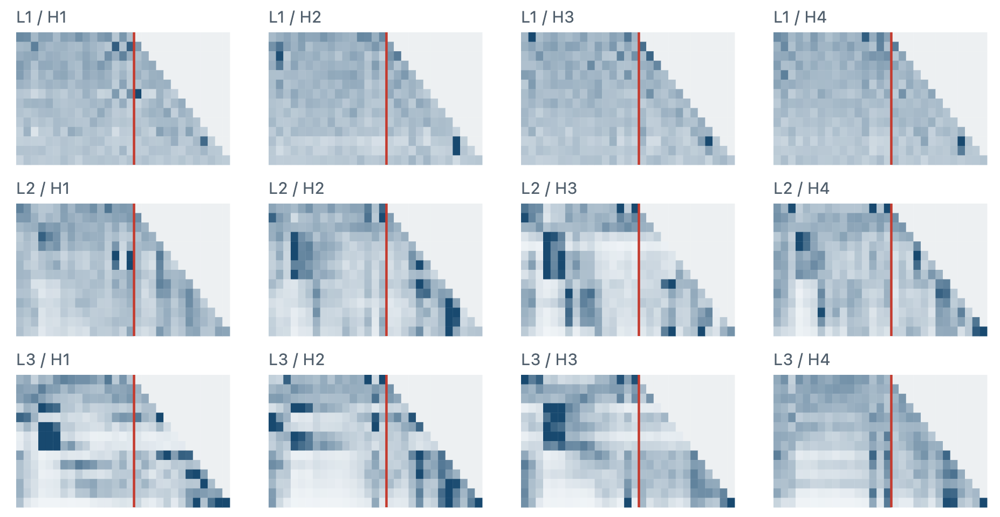 L1 / H1
L1 / H2
L1 / H3
L1 / H4
L2 / H1
L2 / H2
L2 / H3
L2 / H4
L3 / H1
L3 / H2
L3 / H3
L3 / H4